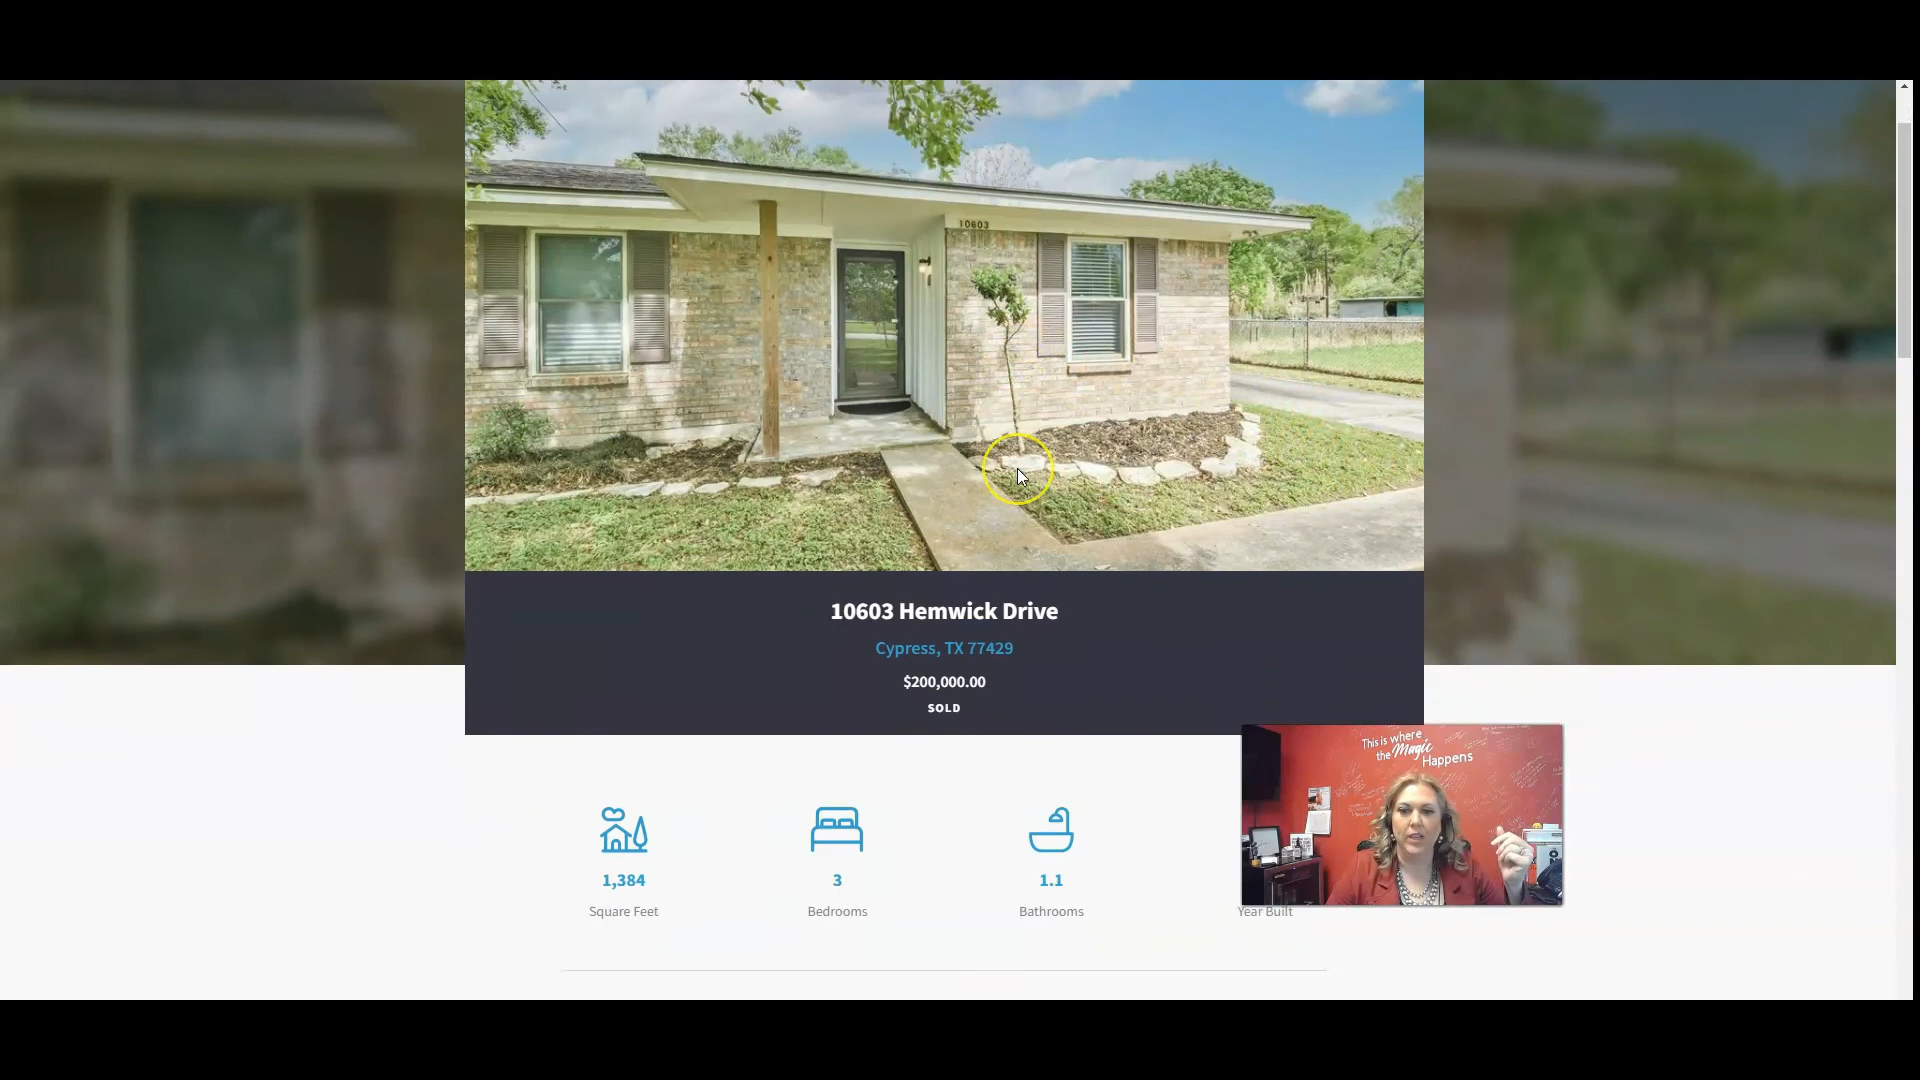 10603
10603 Hemwick Drive
Cypress, TX 77429
$200,000.00
SOLD
This is where
the Magic
Happens
1,384
3
1.1
Square Feet
Bedrooms
Bathrooms
Year Built